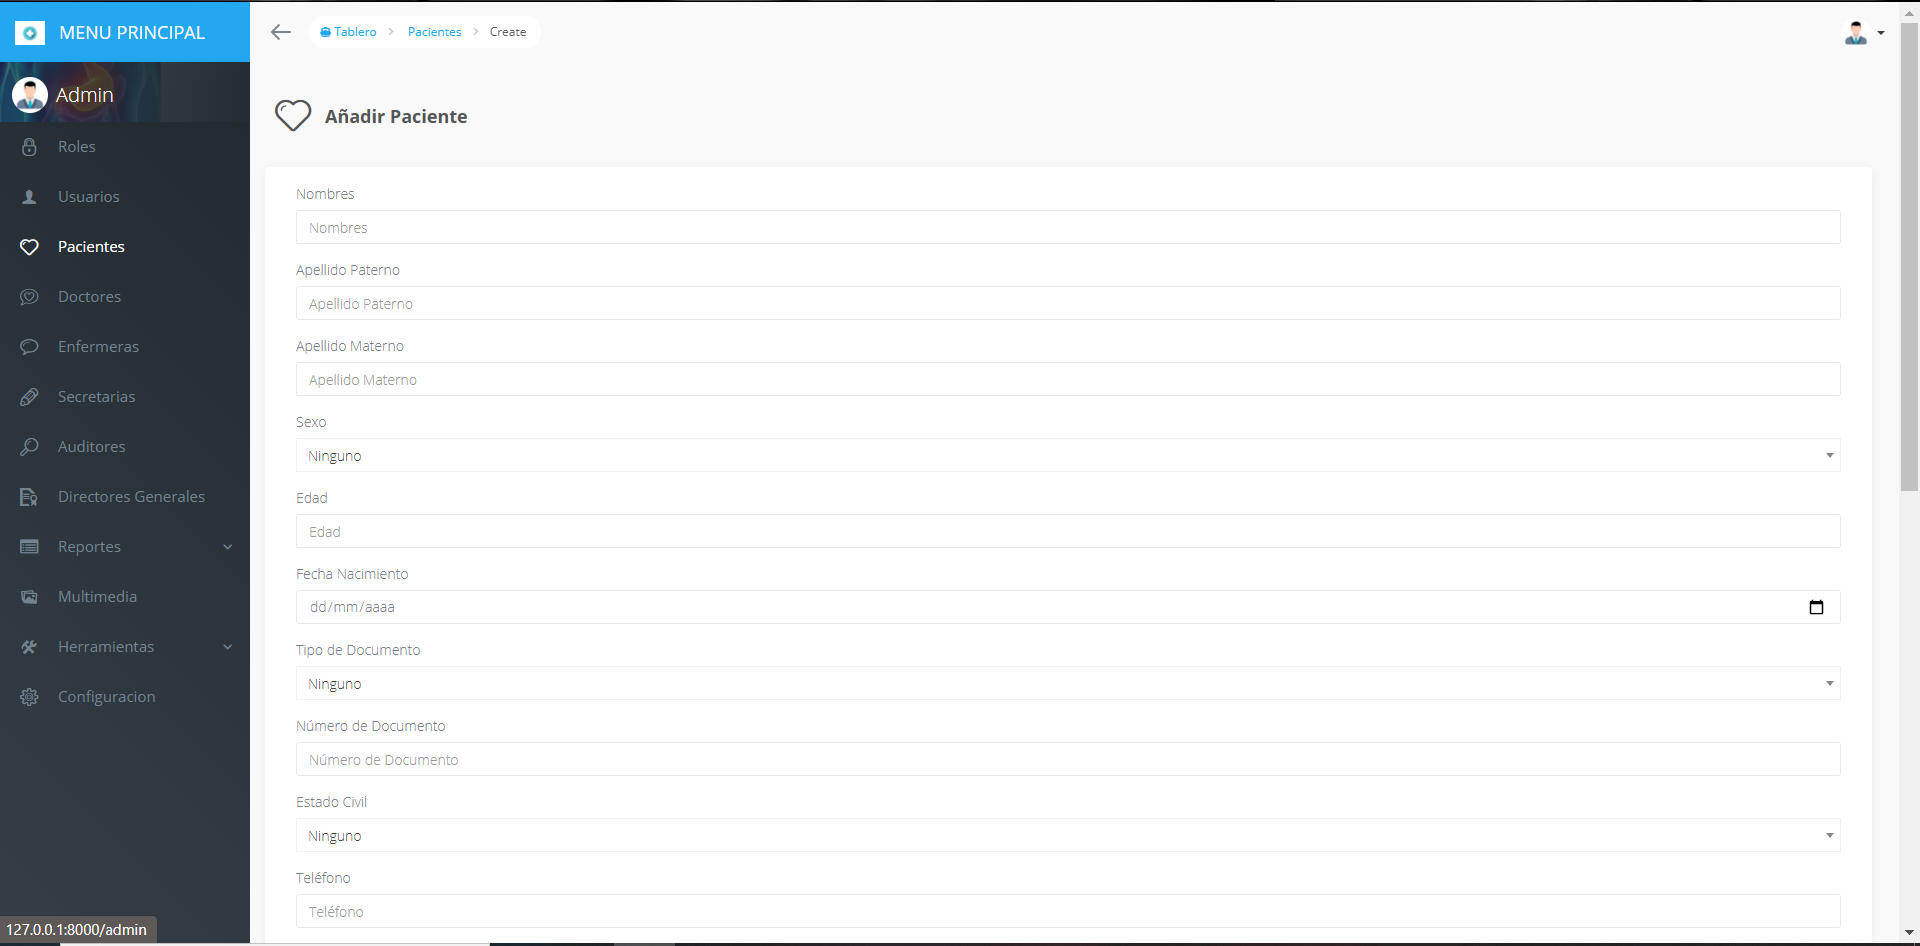 MENU PRINCIPAL
Tablero
Pacientes
Create
Admin
Añadir Paciente
Roles
Usuarios
Pacientes
Doctores
Enfermeras
Secretarias
Auditores
Directores Generales
Reportes
Multimedia
Herramientas
Configuracion
Nombres
Nombres
Apellido Paterno
Apellido Paterno
Apellido Materno
Apellido Materno
Sexo
Ninguno
Edad
Edad
Fecha Nacimiento
dd/mm/aaaa
Tipo de Documento
Ninguno
Número de Documento
Número de Documento
Estado Civil
Ninguno
Teléfono
Teléfono
127.0.0.1:8000/admin